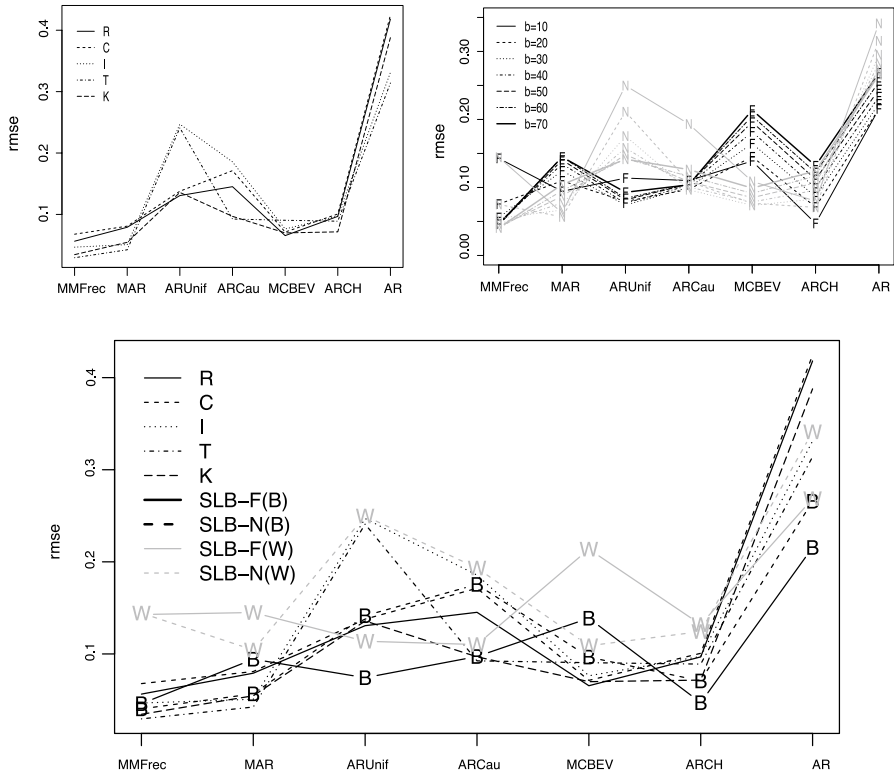 rmse
0.1 0.2 0.3 0.4
R
C
I
T
K
MMFrec MAR ARUnif ARCau MCBEV ARCH AR
rmse
0.00 0.10 0.20 0.30
b=10
b=20
b=30
b=40
b=50
b=60
b=70
MMFrec MAR ARUnif ARCau MCBEV ARCH AR
rmse
0.1 0.2 0.3 0.4
R
C
I
T
K
SLB−F(B)
SLB−N(B)
SLB−F(W)
SLB−N(W)
W W W W W W W
W W W W W W
B B B B B B B
B B B B B B B
MMFrec MAR ARUnif ARCau MCBEV ARCH AR